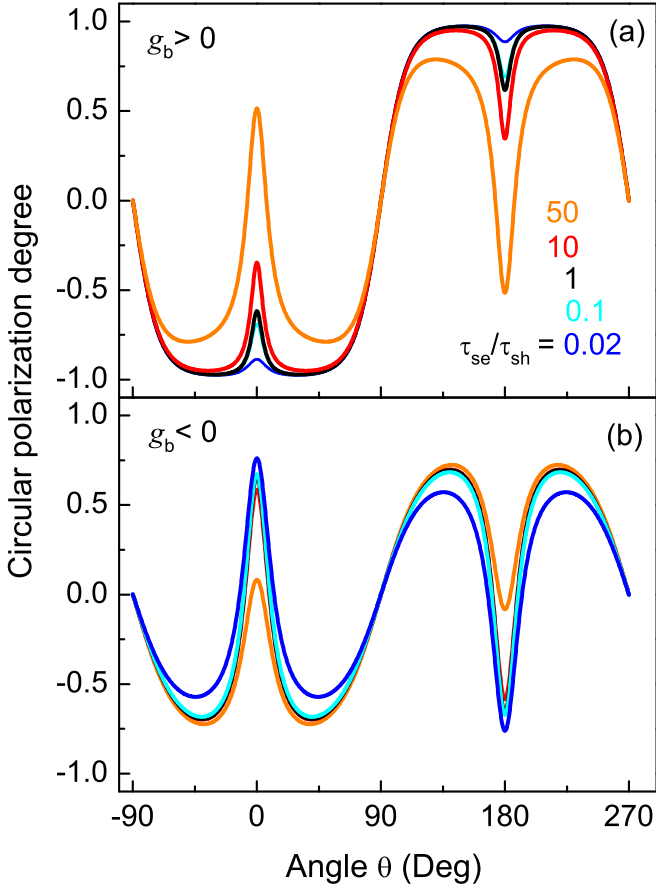 Circular polarization degree
1.0
0.5
0.0
-0.5
-1.0
g_b > 0
(a)
50
10
1
0.1
τ_se/τ_sh = 0.02
1.0
0.5
0.0
-0.5
-1.0
g_b < 0
(b)
-90 0 90 180 270
Angle θ (Deg)